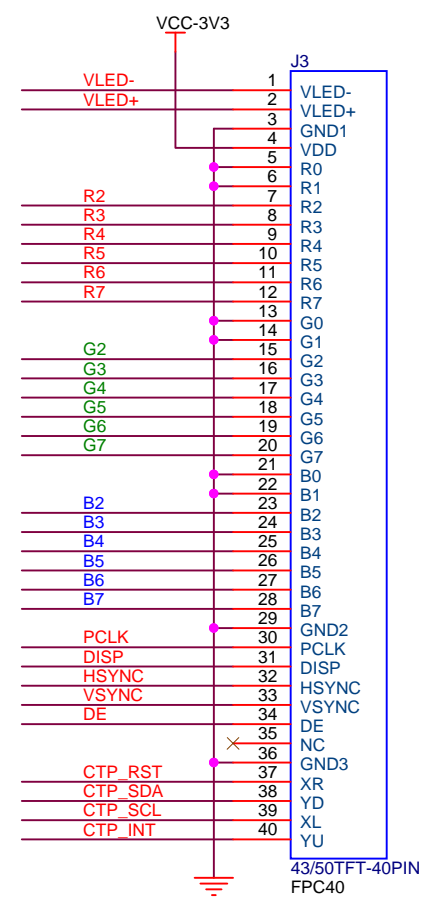 VCC-3V3
J3
VLED- 1 VLED-
VLED+ 2 VLED+
3 GND1
4 VDD
5 R0
6 R1
R2 7 R2
R3 8 R3
R4 9 R4
R5 10 R5
R6 11 R6
R7 12 R7
13 G0
14 G1
G2 15 G2
G3 16 G3
G4 17 G4
G5 18 G5
G6 19 G6
G7 20 G7
21 B0
22 B1
B2 23 B2
B3 24 B3
B4 25 B4
B5 26 B5
B6 27 B6
B7 28 B7
29 GND2
PCLK 30 PCLK
DISP 31 DISP
HSYNC 32 HSYNC
VSYNC 33 VSYNC
DE 34 DE
35 NC
36 GND3
CTP_RST 37 XR
CTP_SDA 38 YD
CTP_SCL 39 XL
CTP_INT 40 YU
43/50TFT-40PIN
FPC40